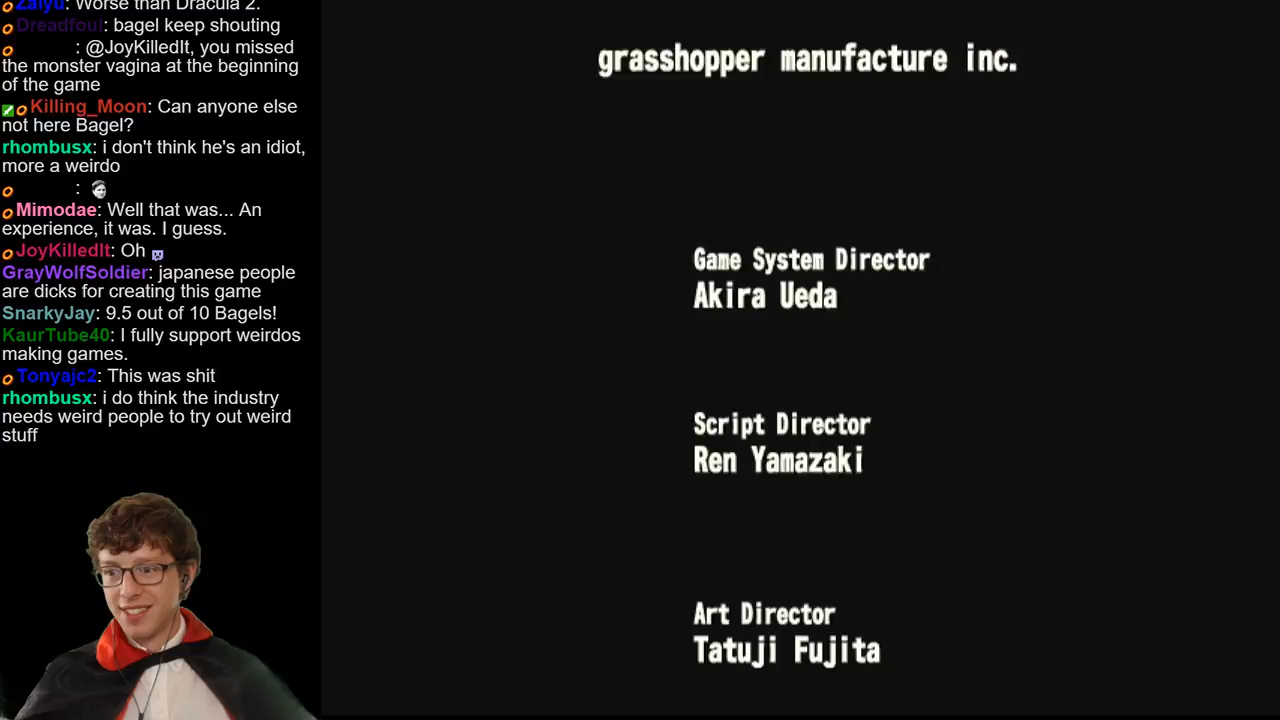 Zalyu: Worse than Dracula 2.
Dreadfoul: bagel keep shouting
: @JoyKilledIt, you missed
the monster vagina at the beginning
of the game
Killing_Moon: Can anyone else
not here Bagel?
rhombusx: i don't think he's an idiot,
more a weirdo
:
Mimodae: Well that was... An
experience, it was. I guess.
JoyKilledIt: Oh
GrayWolfSoldier: japanese people
are dicks for creating this game
SnarkyJay: 9.5 out of 10 Bagels!
KaurTube40: I fully support weirdos
making games.
Tonyajc2: This was shit
rhombusx: i do think the industry
needs weird people to try out weird
stuff
grasshopper manufacture inc.
Game System Director
Akira Ueda
Script Director
Ren Yamazaki
Art Director
Tatuji Fujita